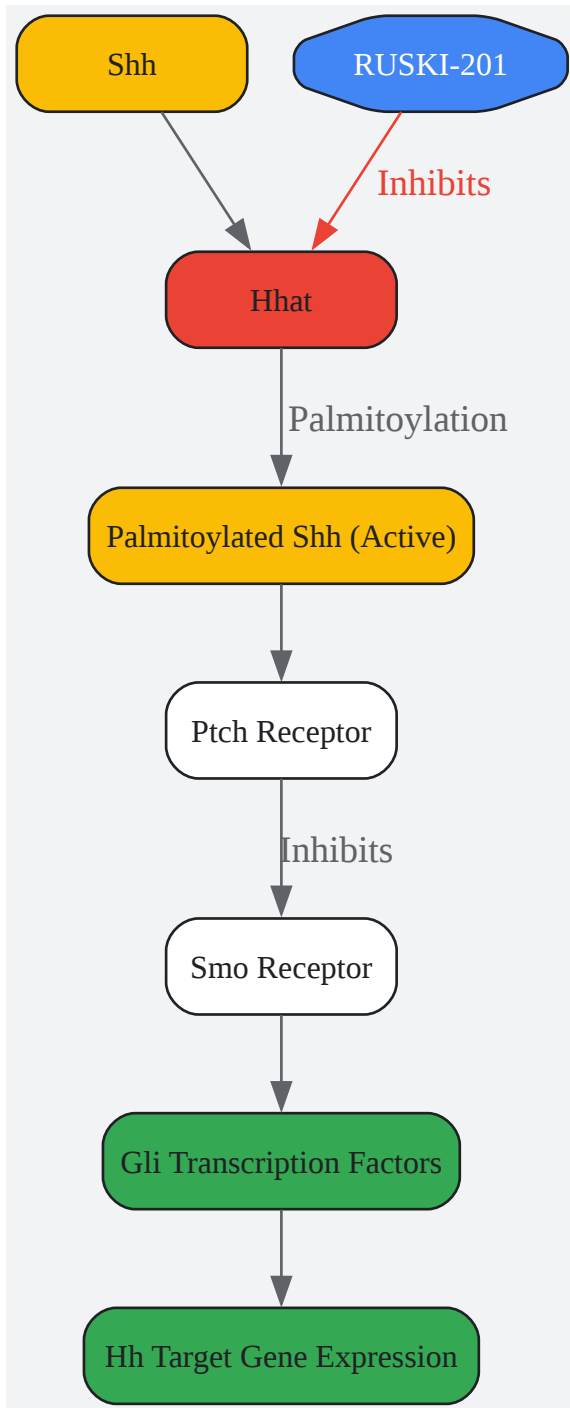 Shh
RUSKI-201
Inhibits
Hhat
Palmitoylation
Palmitoylated Shh (Active)
Ptch Receptor
Inhibits
Smo Receptor
Gli Transcription Factors
Hh Target Gene Expression